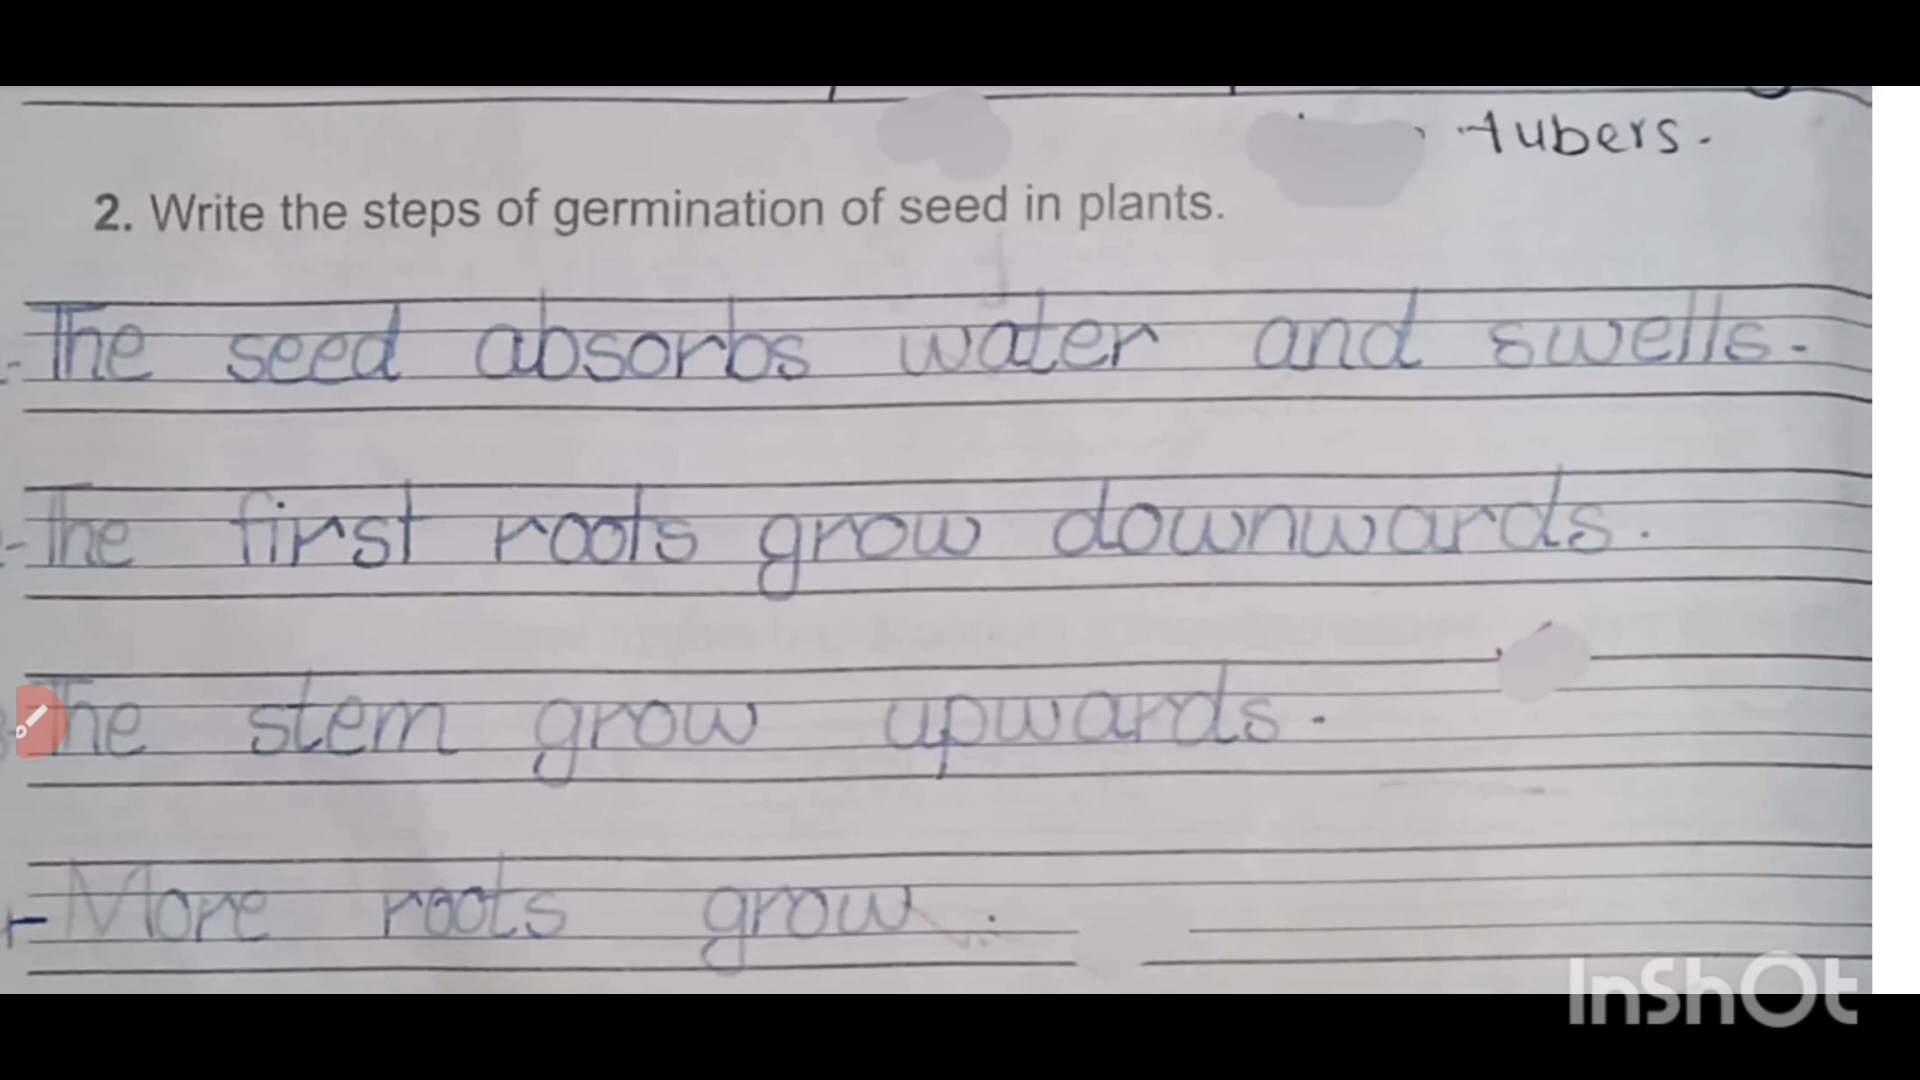 tubers.
2. Write the steps of germination of seed in plants.
The seed absorbs water and swells.
The first roots grow downwards.
The stem grow upwards.
More roots grow.
InShOt